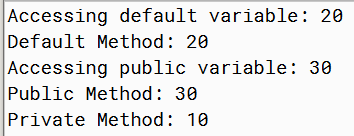 Accessing default variable: 20
Default Method: 20
Accessing public variable: 30
Public Method: 30
Private Method: 10